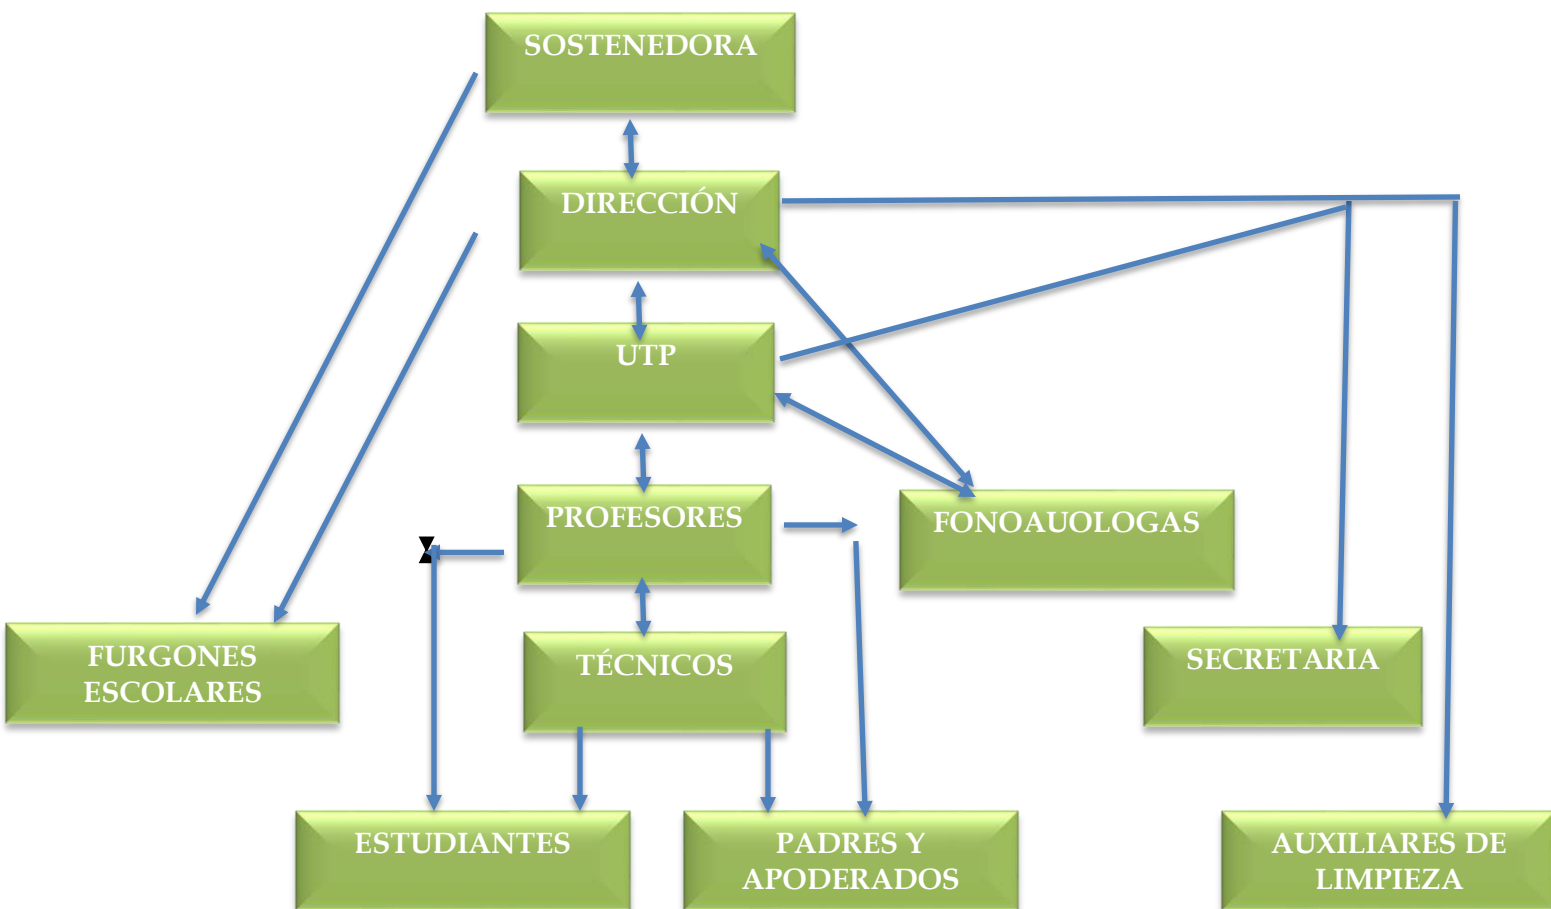 SOSTENEDORA
DIRECCIÓN
UTP
PROFESORES
FONOAUOLOGAS
FURGONES
ESCOLARES
TÉCNICOS
SECRETARIA
ESTUDIANTES
PADRES Y
APODERADOS
AUXILIARES DE
LIMPIEZA